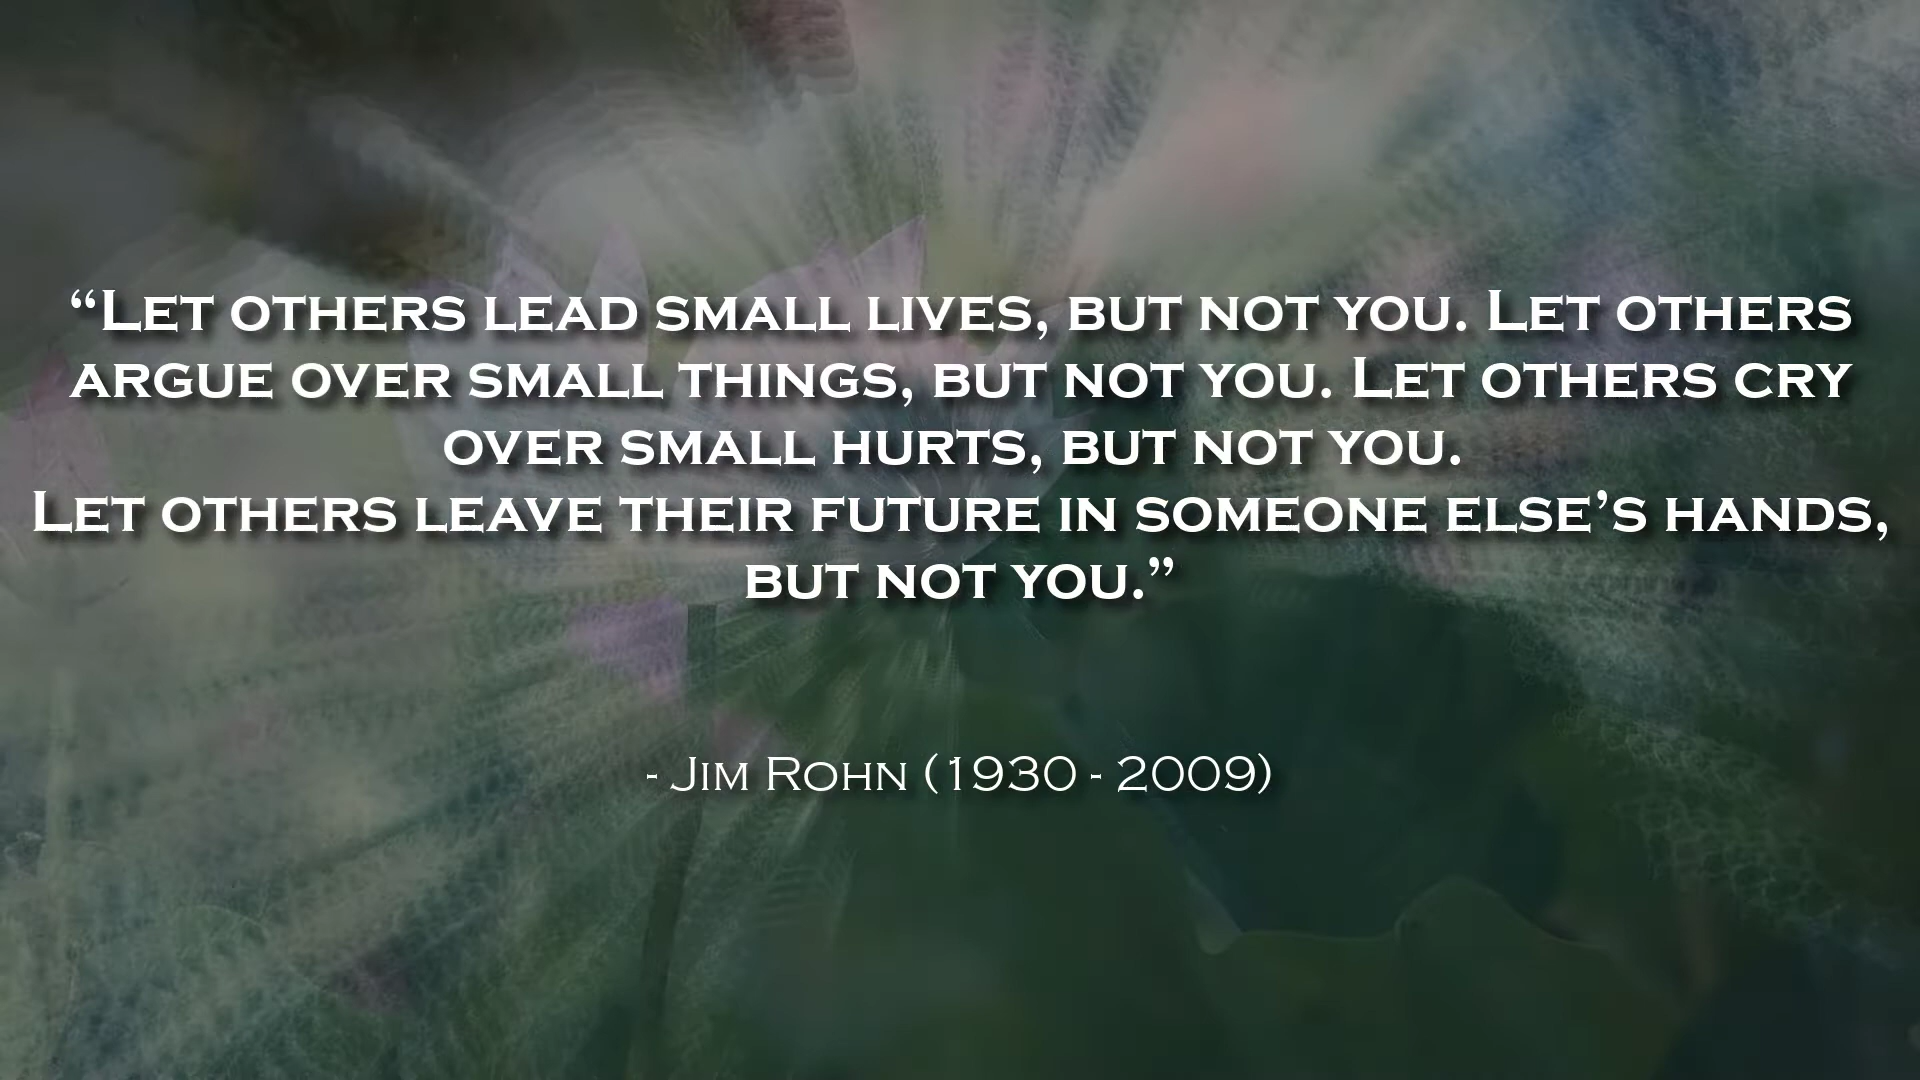 “Let others lead small lives, but not you. Let others
argue over small things, but not you. Let others cry
over small hurts, but not you.
Let others leave their future in someone else’s hands,
but not you.”
- Jim Rohn (1930 - 2009)